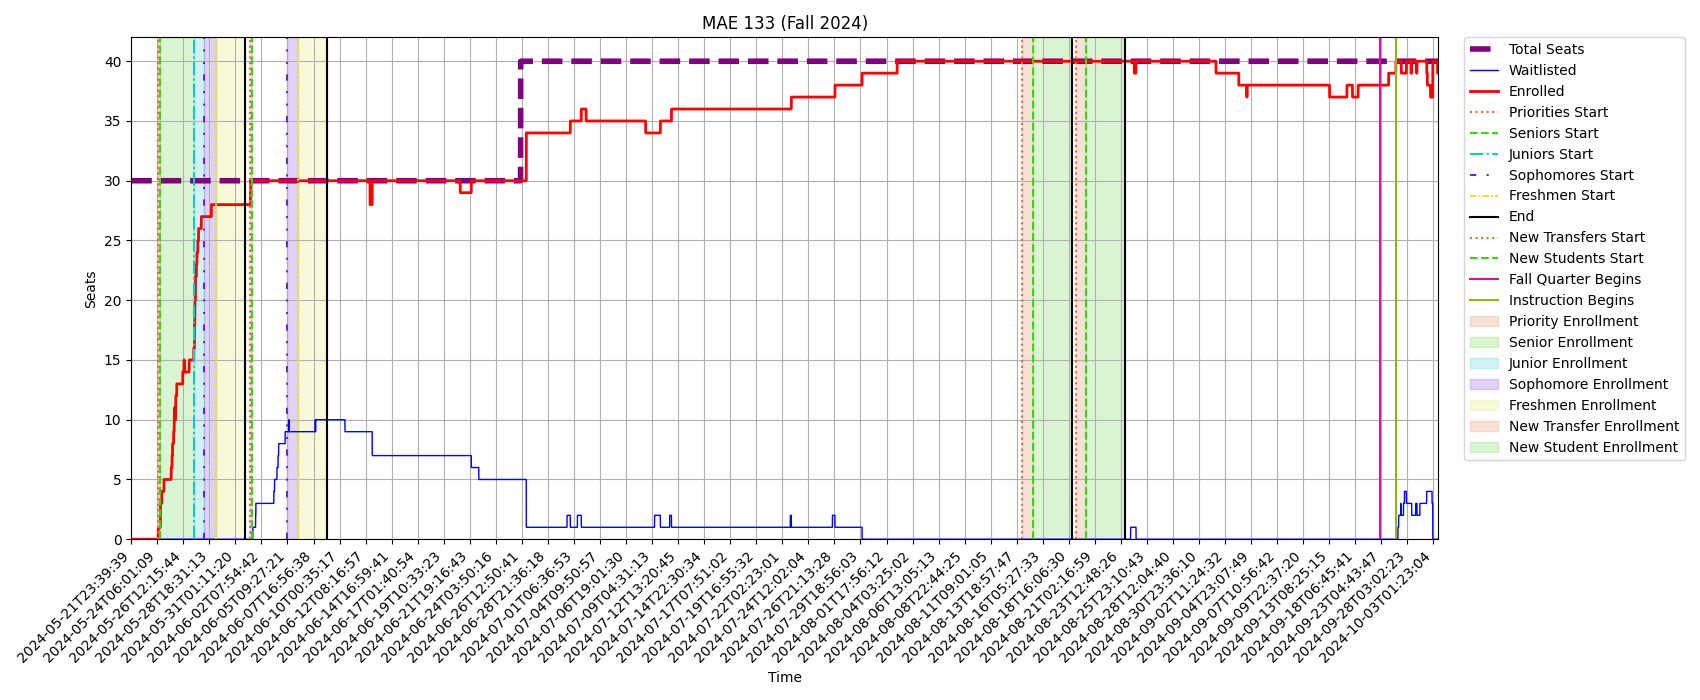 MAE 133 (Fall 2024)
Seats
40
35
30
25
20
15
10
5
0
2024-05-21T23:39:39
2024-05-24T06:01:09
2024-05-26T12:15:44
2024-05-28T18:31:13
2024-05-31T01:11:20
2024-06-02T07:54:42
2024-06-05T09:27:21
2024-06-07T16:56:38
2024-06-10T00:35:17
2024-06-12T08:16:57
2024-06-14T16:59:41
2024-06-17T01:40:54
2024-06-19T10:33:23
2024-06-21T19:16:43
2024-06-24T03:50:16
2024-06-26T12:50:41
2024-06-28T21:36:18
2024-07-01T06:36:53
2024-07-04T09:50:57
2024-07-06T19:01:30
2024-07-09T04:31:13
2024-07-12T13:20:45
2024-07-14T22:30:34
2024-07-17T07:51:02
2024-07-19T16:55:32
2024-07-22T02:23:01
2024-07-24T12:02:04
2024-07-26T21:13:28
2024-07-29T18:56:03
2024-08-01T17:56:12
2024-08-04T03:25:02
2024-08-06T13:05:13
2024-08-08T22:44:25
2024-08-11T09:01:05
2024-08-13T18:57:47
2024-08-16T05:27:33
2024-08-18T16:06:30
2024-08-21T02:16:59
2024-08-23T12:48:26
2024-08-25T23:10:43
2024-08-28T12:04:40
2024-08-30T23:36:10
2024-09-02T11:24:32
2024-09-04T23:07:49
2024-09-07T10:56:42
2024-09-09T22:37:20
2024-09-13T08:25:15
2024-09-18T06:45:41
2024-09-23T04:43:47
2024-09-28T03:02:23
2024-10-03T01:23:04
Time
Total Seats
Waitlisted
Enrolled
Priorities Start
Seniors Start
Juniors Start
Sophomores Start
Freshmen Start
End
New Transfers Start
New Students Start
Fall Quarter Begins
Instruction Begins
Priority Enrollment
Senior Enrollment
Junior Enrollment
Sophomore Enrollment
Freshmen Enrollment
New Transfer Enrollment
New Student Enrollment